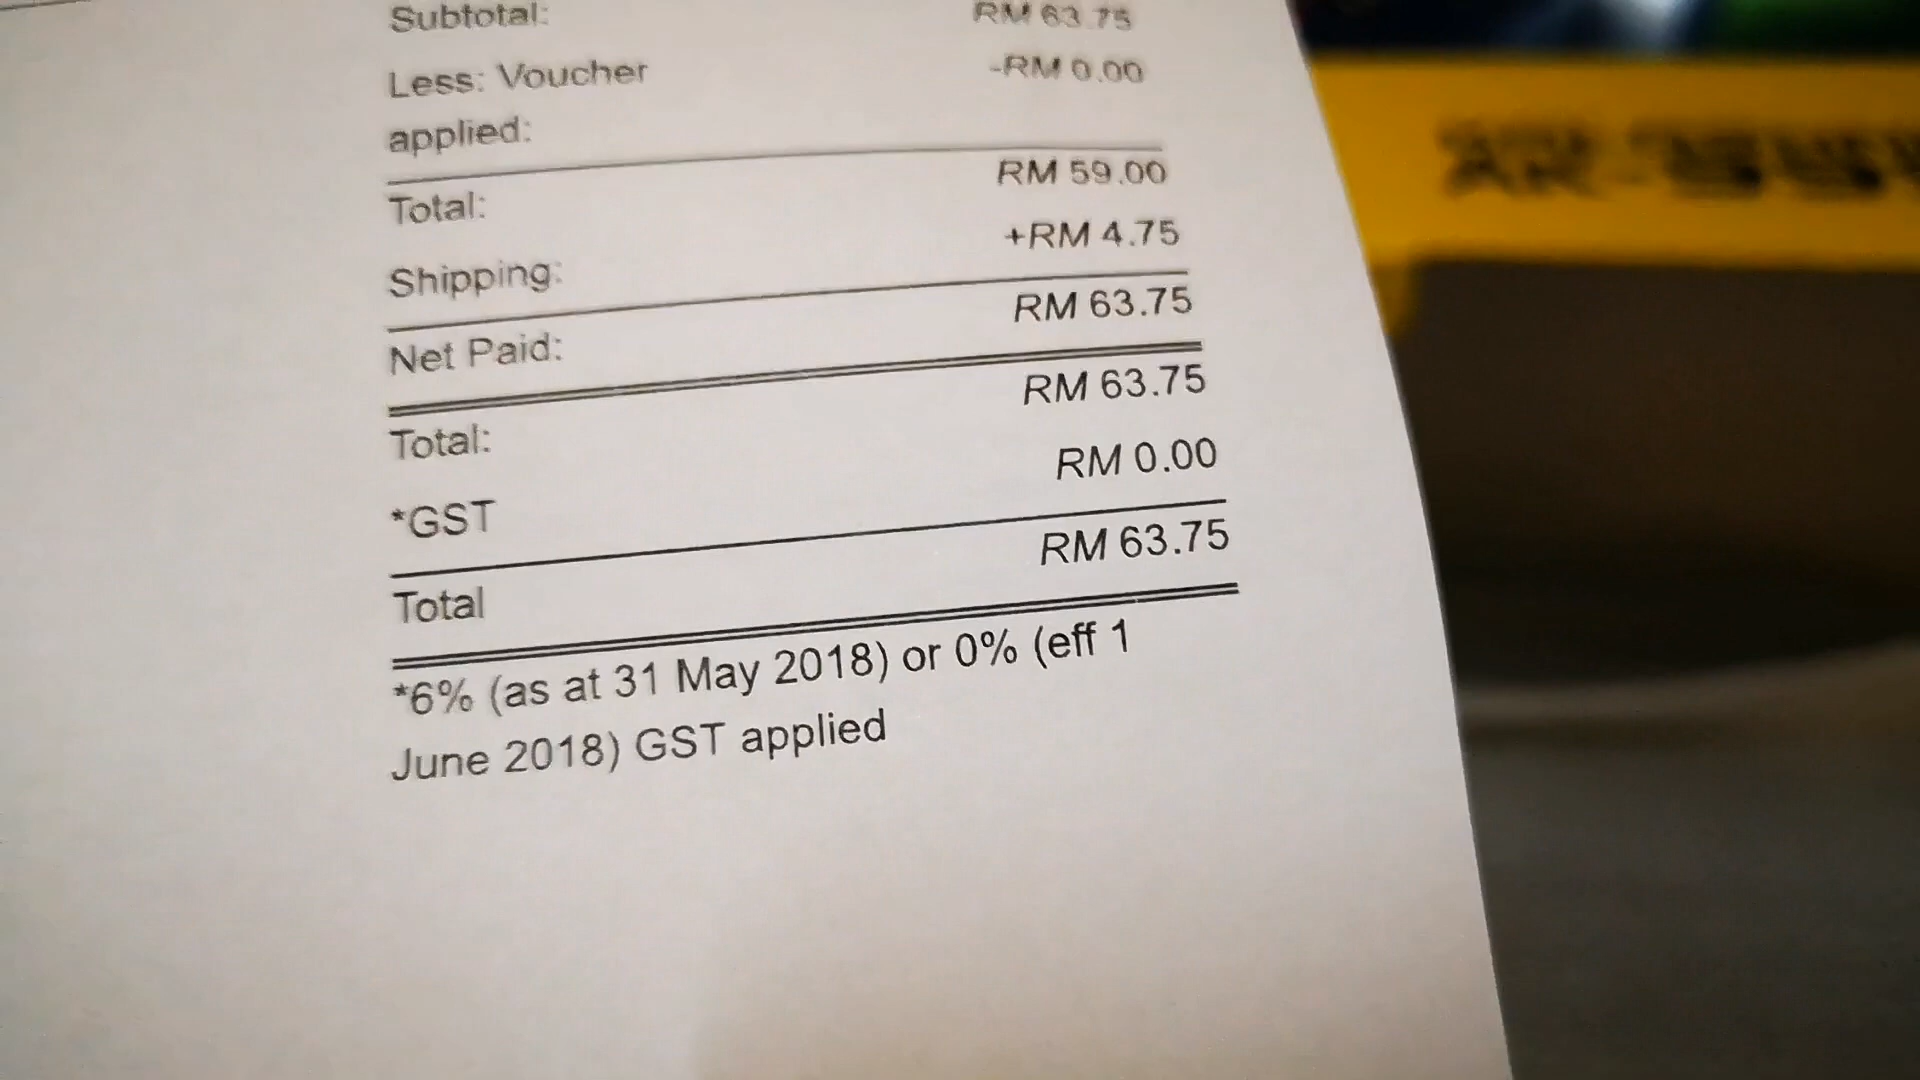 Subtotal: RM 63.75
Less: Voucher -RM 0.00
applied:
Total: RM 59.00
Shipping: +RM 4.75
Net Paid: RM 63.75
Total: RM 63.75
*GST RM 0.00
Total RM 63.75
*6% (as at 31 May 2018) or 0% (eff 1
June 2018) GST applied